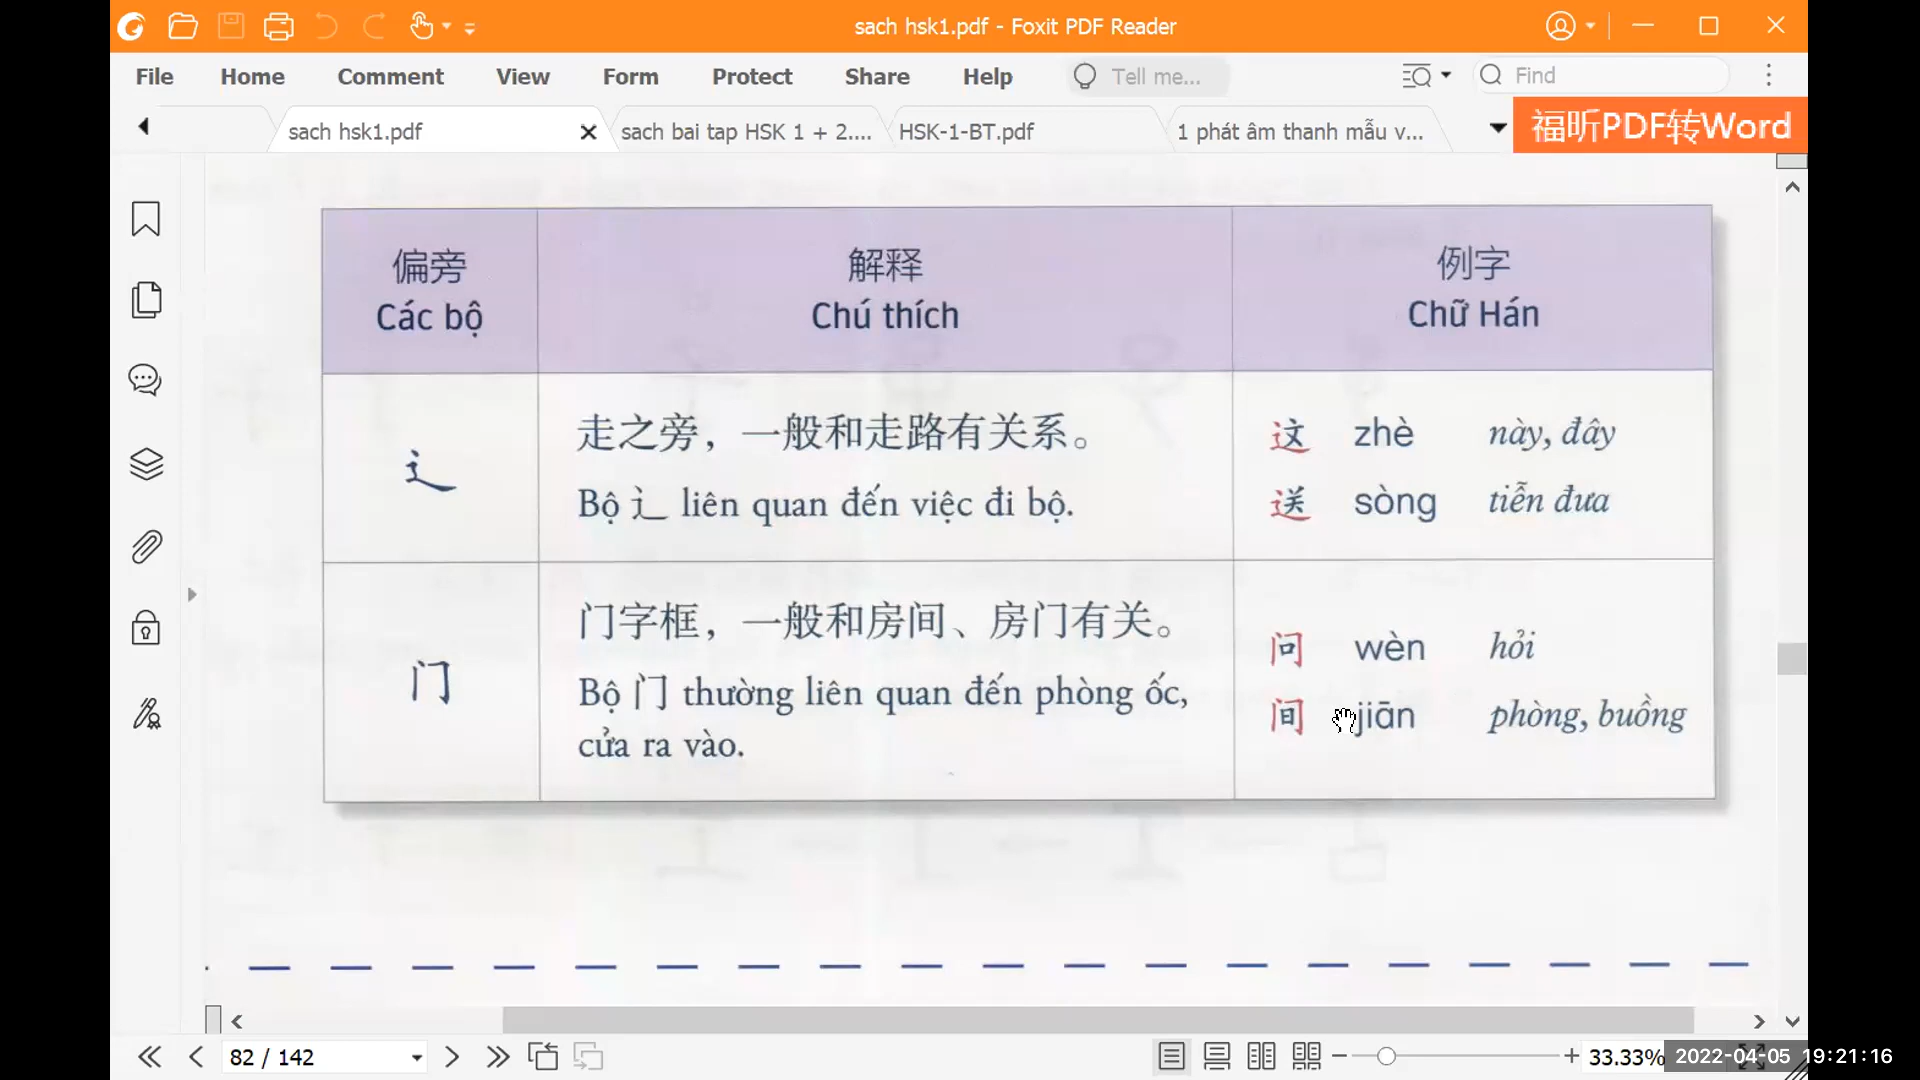 sach hsk1.pdf - Foxit PDF Reader
File Home Comment View Form Protect Share Help Tell me... Find
sach hsk1.pdf sach bai tap HSK 1 + 2.... HSK-1-BT.pdf 1 phát âm thanh mẫu v... 福昕PDF转Word
偏旁 解释 例字
Các bộ Chú thích Chữ Hán
辶
走之旁，一般和走路有关系。
Bộ 辶 liên quan đến việc đi bộ.
这 zhè này, đây
送 sòng tiễn đưa
门
门字框，一般和房间、房门有关。
Bộ 门 thường liên quan đến phòng ốc,
cửa ra vào.
问 wèn hỏi
间 jiān phòng, buồng
82 / 142 33.33% 2022-04-05 19:21:16